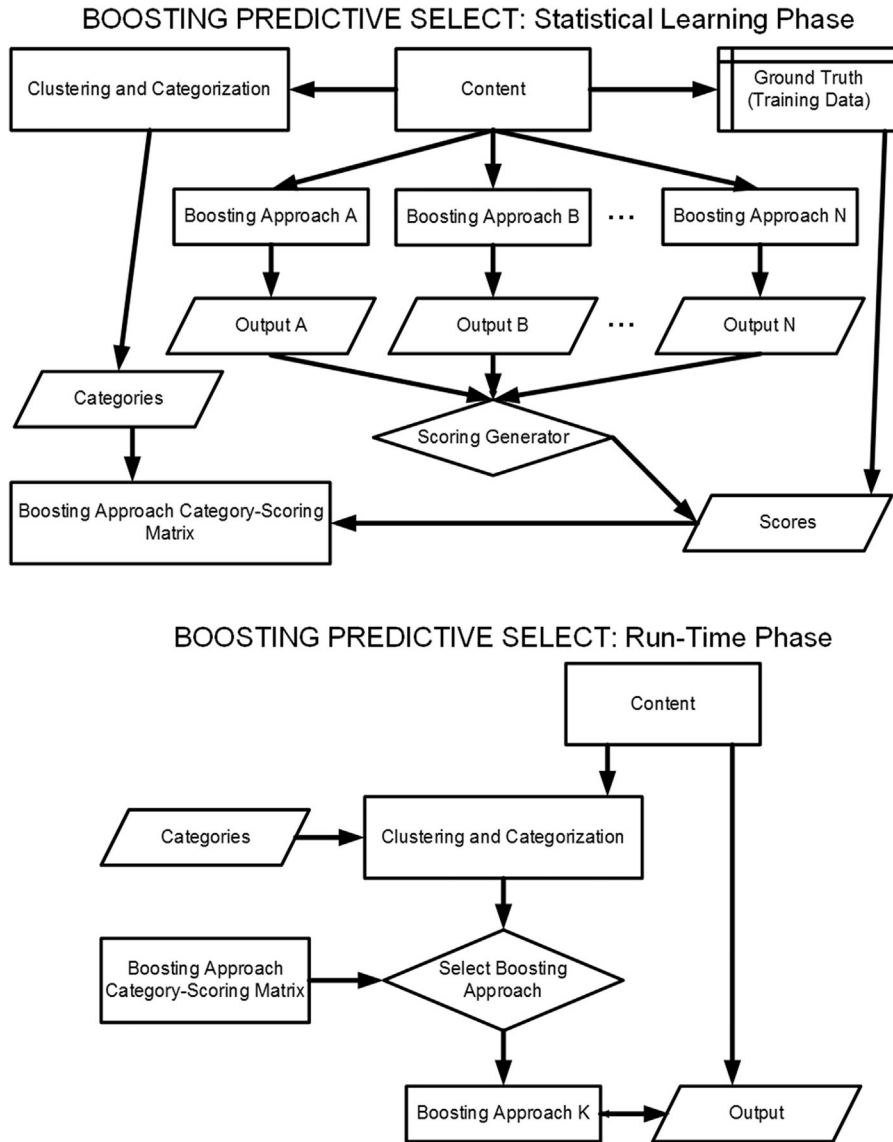 BOOSTING PREDICTIVE SELECT: Statistical Learning Phase
Clustering and Categorization
Content
Ground Truth
(Training Data)
Boosting Approach A
Boosting Approach B
...
Boosting Approach N
Output A
Output B
...
Output N
Categories
Scoring Generator
Boosting Approach Category-Scoring
Matrix
Scores
BOOSTING PREDICTIVE SELECT: Run-Time Phase
Content
Categories
Clustering and Categorization
Boosting Approach
Category-Scoring Matrix
Select Boosting
Approach
Boosting Approach K
Output